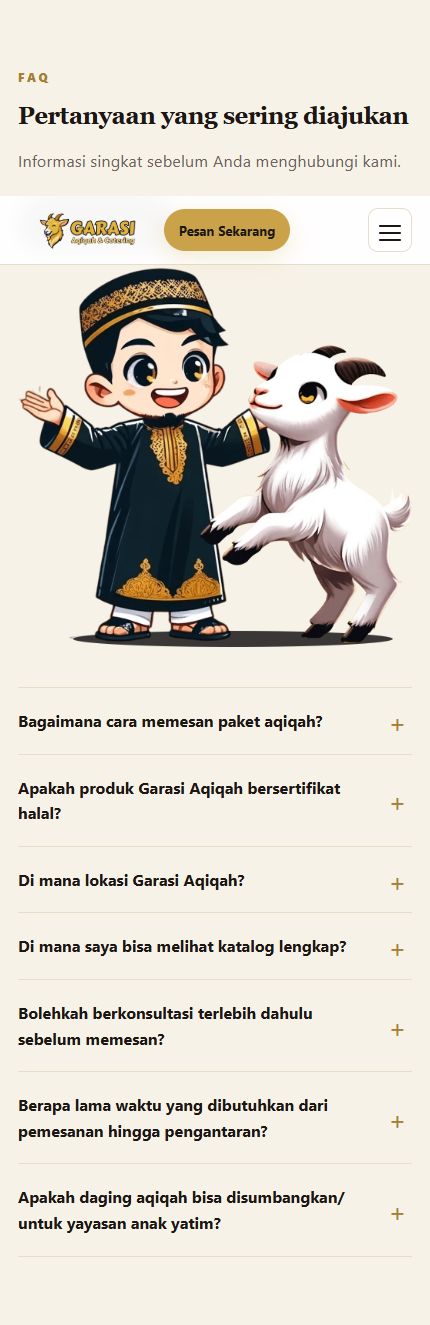 FAQ
Pertanyaan yang sering diajukan
Informasi singkat sebelum Anda menghubungi kami.
GARASI
Aqiqah & Catering
Pesan Sekarang
Bagaimana cara memesan paket aqiqah?
Apakah produk Garasi Aqiqah bersertifikat
halal?
Di mana lokasi Garasi Aqiqah?
Di mana saya bisa melihat katalog lengkap?
Bolehkah berkonsultasi terlebih dahulu
sebelum memesan?
Berapa lama waktu yang dibutuhkan dari
pemesanan hingga pengantaran?
Apakah daging aqiqah bisa disumbangkan/
untuk yayasan anak yatim?